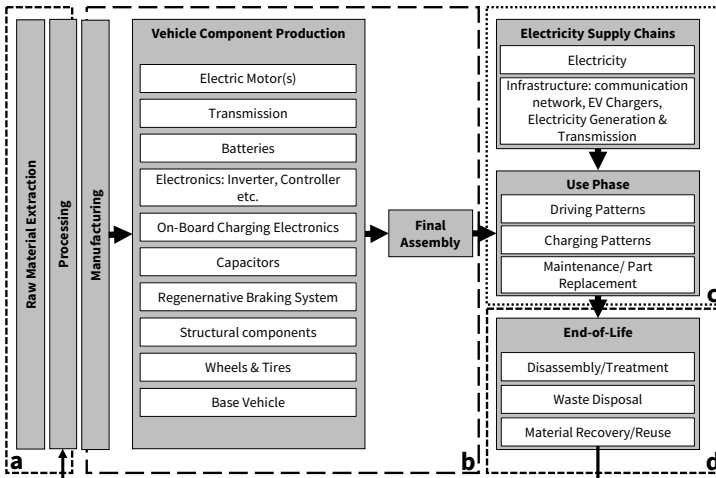 Raw Material Extraction
Processing
Manufacturing
a
Vehicle Component Production
Electric Motor(s)
Transmission
Batteries
Electronics: Inverter, Controller
etc.
On-Board Charging Electronics
Capacitors
Regenernative Braking System
Structural components
Wheels & Tires
Base Vehicle
Final
Assembly
b
Electricity Supply Chains
Electricity
Infrastructure: communication
network, EV Chargers,
Electricity Generation &
Transmission
Use Phase
Driving Patterns
Charging Patterns
Maintenance/ Part
Replacement
c
End-of-Life
Disassembly/Treatment
Waste Disposal
Material Recovery/Reuse
d